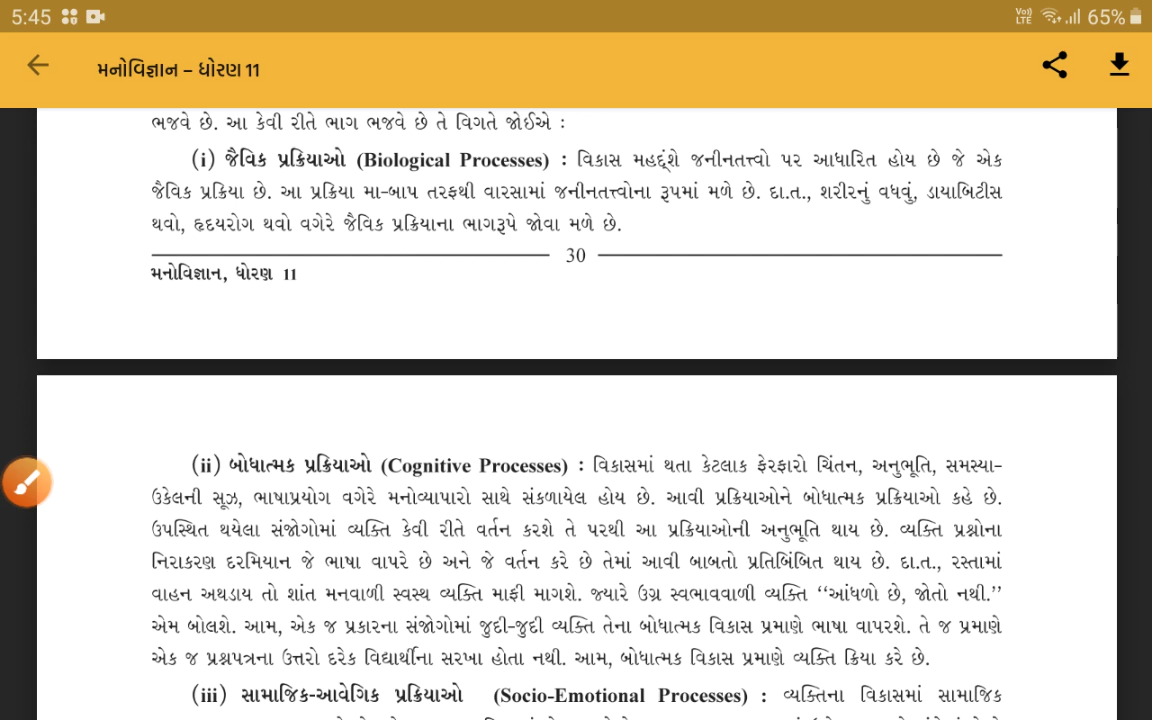 5:45
Vo)) LTE 65%
મનોવિજ્ઞાન – ધોરણ 11
ભજવે છે. આ કેવી રીતે ભાગ ભજવે છે તે વિગતે જોઈએ :
(i) જૈવિક પ્રક્રિયાઓ (Biological Processes) : વિકાસ મહદ્દંશે જનીનતત્ત્વો પર આધારિત હોય છે જે એક
જૈવિક પ્રક્રિયા છે. આ પ્રક્રિયા મા-બાપ તરફથી વારસામાં જનીનતત્ત્વોના રૂપમાં મળે છે. દા.ત., શરીરનું વધવું, ડાયાબિટીસ
થવો, હૃદયરોગ થવો વગેરે જૈવિક પ્રક્રિયાના ભાગરૂપે જોવા મળે છે.
30
મનોવિજ્ઞાન, ધોરણ 11
(ii) બોધાત્મક પ્રક્રિયાઓ (Cognitive Processes) : વિકાસમાં થતા કેટલાક ફેરફારો ચિંતન, અનુભૂતિ, સમસ્યા-
ઉકેલની સૂઝ, ભાષાપ્રયોગ વગેરે મનોવ્યાપારો સાથે સંકળાયેલ હોય છે. આવી પ્રક્રિયાઓને બોધાત્મક પ્રક્રિયાઓ કહે છે.
ઉપસ્થિત થયેલા સંજોગોમાં વ્યક્તિ કેવી રીતે વર્તન કરશે તે પરથી આ પ્રક્રિયાઓની અનુભૂતિ થાય છે. વ્યક્તિ પ્રશ્નોના
નિરાકરણ દરમિયાન જે ભાષા વાપરે છે અને જે વર્તન કરે છે તેમાં આવી બાબતો પ્રતિબિંબિત થાય છે. દા.ત., રસ્તામાં
વાહન અથડાય તો શાંત મનવાળી સ્વસ્થ વ્યક્તિ માફી માગશે. જ્યારે ઉગ્ર સ્વભાવવાળી વ્યક્તિ “આંધળો છે, જોતો નથી.”
એમ બોલશે. આમ, એક જ પ્રકારના સંજોગોમાં જુદી-જુદી વ્યક્તિ તેના બોધાત્મક વિકાસ પ્રમાણે ભાષા વાપરશે. તે જ પ્રમાણે
એક જ પ્રશ્નપત્રના ઉત્તરો દરેક વિદ્યાર્થીના સરખા હોતા નથી. આમ, બોધાત્મક વિકાસ પ્રમાણે વ્યક્તિ ક્રિયા કરે છે.
(iii) સામાજિક-આવેગિક પ્રક્રિયાઓ (Socio-Emotional Processes) : વ્યક્તિના વિકાસમાં સામાજિક